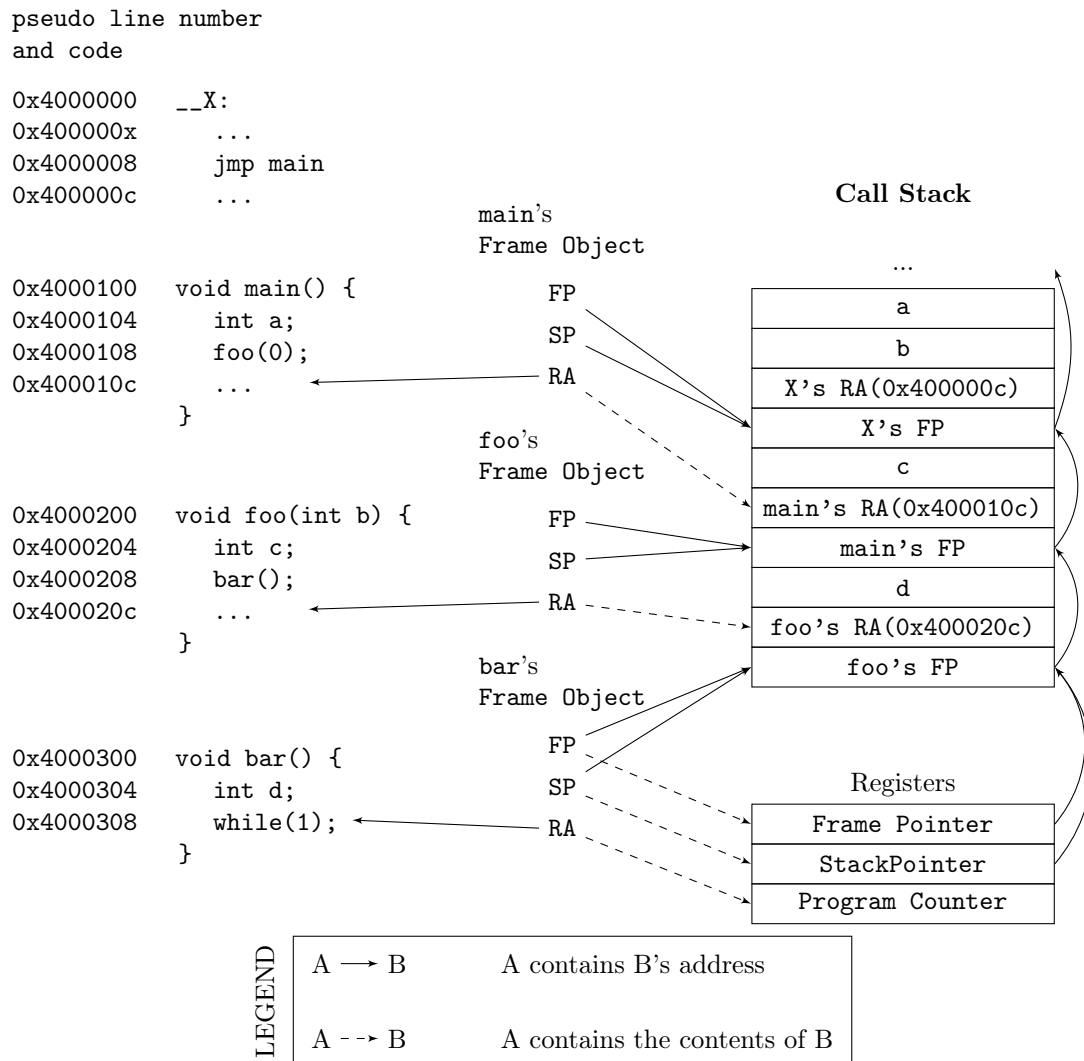 pseudo line number
and code
0x4000000 __X:
0x400000x ...
0x4000008 jmp main
0x400000c ...
main's
Frame Object
0x4000100 void main() {
0x4000104 int a;
0x4000108 foo(0);
0x400010c ...
}
FP
SP
RA
foo's
Frame Object
0x4000200 void foo(int b) {
0x4000204 int c;
0x4000208 bar();
0x400020c ...
}
FP
SP
RA
bar's
Frame Object
0x4000300 void bar() {
0x4000304 int d;
0x4000308 while(1);
}
FP
SP
RA
Call Stack
...
a
b
X's RA(0x400000c)
X's FP
c
main's RA(0x400010c)
main's FP
d
foo's RA(0x400020c)
foo's FP
Registers
Frame Pointer
StackPointer
Program Counter
LEGEND
A B A contains B's address
A B A contains the contents of B